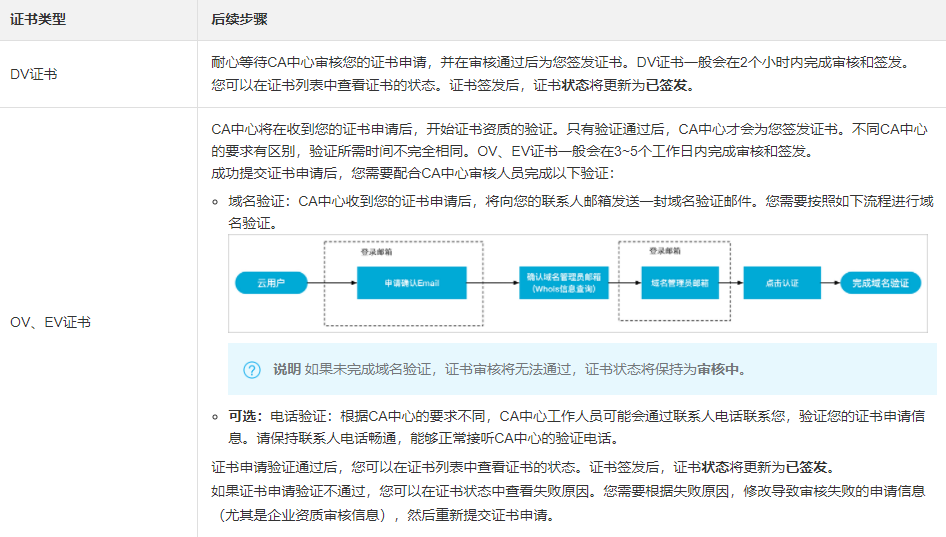 证书类型
后续步骤
DV证书
耐心等待CA中心审核您的证书申请，并在审核通过后为您签发证书。DV证书一般会在2个小时内完成审核和签发。
您可以在证书列表中查看证书的状态。证书签发后，证书状态将更新为已签发。
OV、EV证书
CA中心将在收到您的证书申请后，开始证书资质的验证。只有验证通过后，CA中心才会为您签发证书。不同CA中心
的要求有区别，验证所需时间不完全相同。OV、EV证书一般会在3~5个工作日内完成审核和签发。
成功提交证书申请后，您需要配合CA中心审核人员完成以下验证：
域名验证：CA中心收到您的证书申请后，将向您的联系人邮箱发送一封域名验证邮件。您需要按照如下流程进行域
名验证。
登录邮箱
登录邮箱
云用户
申请确认Email
确认域名管理员邮箱
（WhoIs信息查询）
域名管理员邮箱
点击认证
完成域名验证
说明 如果未完成域名验证，证书审核将无法通过，证书状态将保持为审核中。
可选：电话验证：根据CA中心的要求不同，CA中心工作人员可能会通过联系人电话联系您，验证您的证书申请信
息。请保持联系人电话畅通，能够正常接听CA中心的验证电话。
证书申请验证通过后，您可以在证书列表中查看证书的状态。证书签发后，证书状态将更新为已签发。
如果证书申请验证不通过，您可以在证书状态中查看失败原因。您需要根据失败原因，修改导致审核失败的申请信息
（尤其是企业资质审核信息），然后重新提交证书申请。